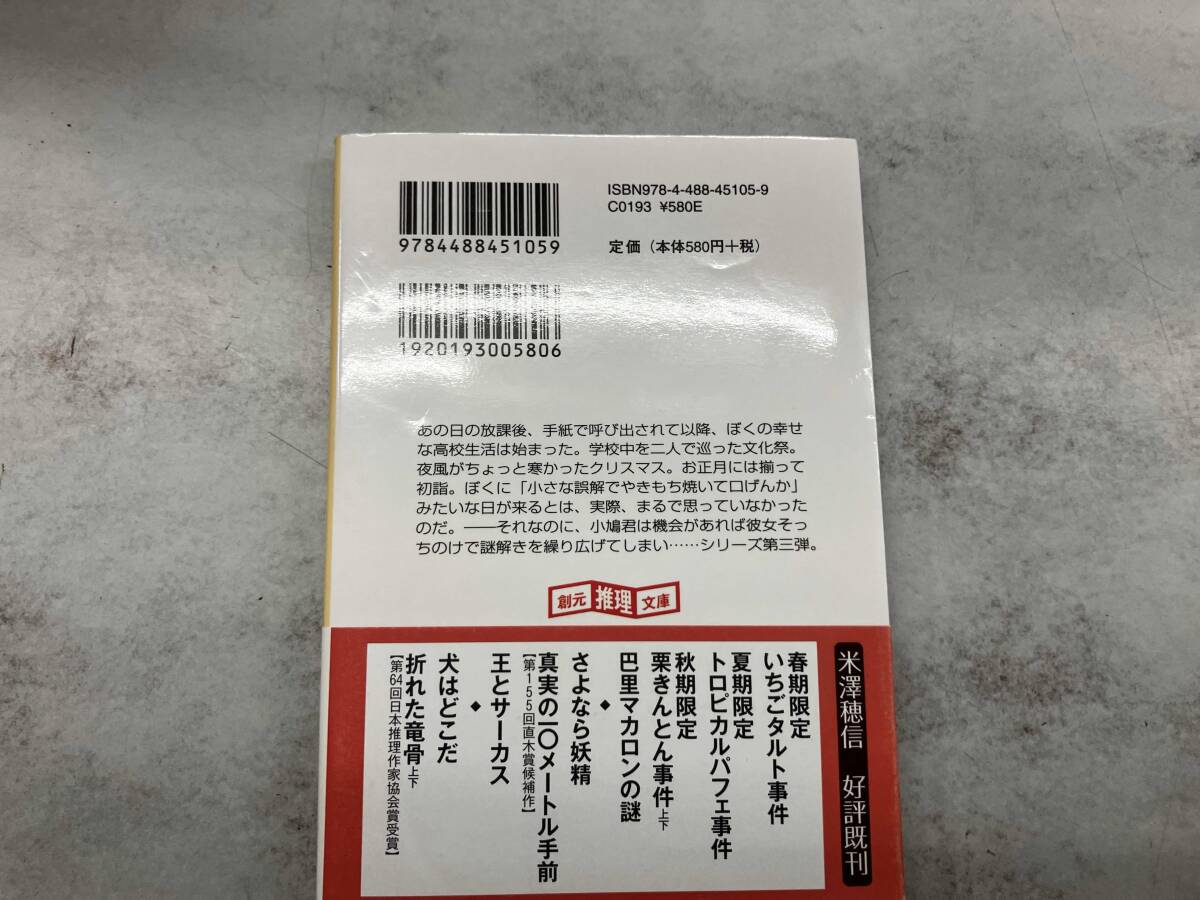 9784488451059
1920193005806
ISBN978-4-488-45105-9
C0193 ¥580E
定価（本体580円＋税）
あの日の放課後、手紙で呼び出されて以降、ぼくの幸せ
な高校生活は始まった。学校中を二人で巡った文化祭。
夜風がちょっと寒かったクリスマス。お正月には揃って
初詣。ぼくに「小さな誤解でやきもち焼いて口げんか」
みたいな日が来るとは、実際、まるで思っていなかった
のだ。――それなのに、小鳩君は機会があれば彼女そっ
ちのけで謎解きを繰り広げてしまい……シリーズ第三弾。
創元推理文庫
米澤穂信 好評既刊
春期限定
いちごタルト事件
夏期限定
トロピカルパフェ事件
秋期限定
栗きんとん事件 上下
巴里マカロンの謎
◆
さよなら妖精
真実の一〇メートル手前
【第155回直木賞候補作】
王とサーカス
◆
犬はどこだ
折れた竜骨 上下
【第64回日本推理作家協会賞受賞】